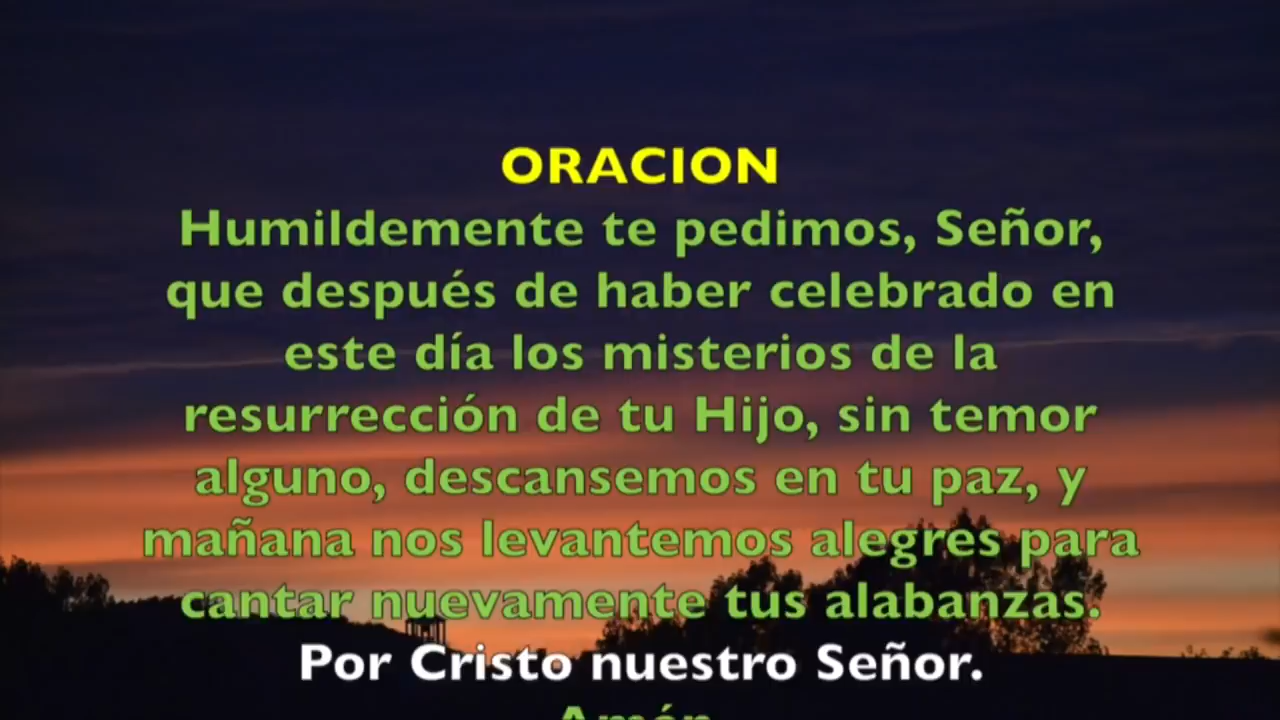 ORACION
Humildemente te pedimos, Señor,
que después de haber celebrado en
este día los misterios de la
resurrección de tu Hijo, sin temor
alguno, descansemos en tu paz, y
mañana nos levantemos alegres para
cantar nuevamente tus alabanzas.
Por Cristo nuestro Señor.
Amén